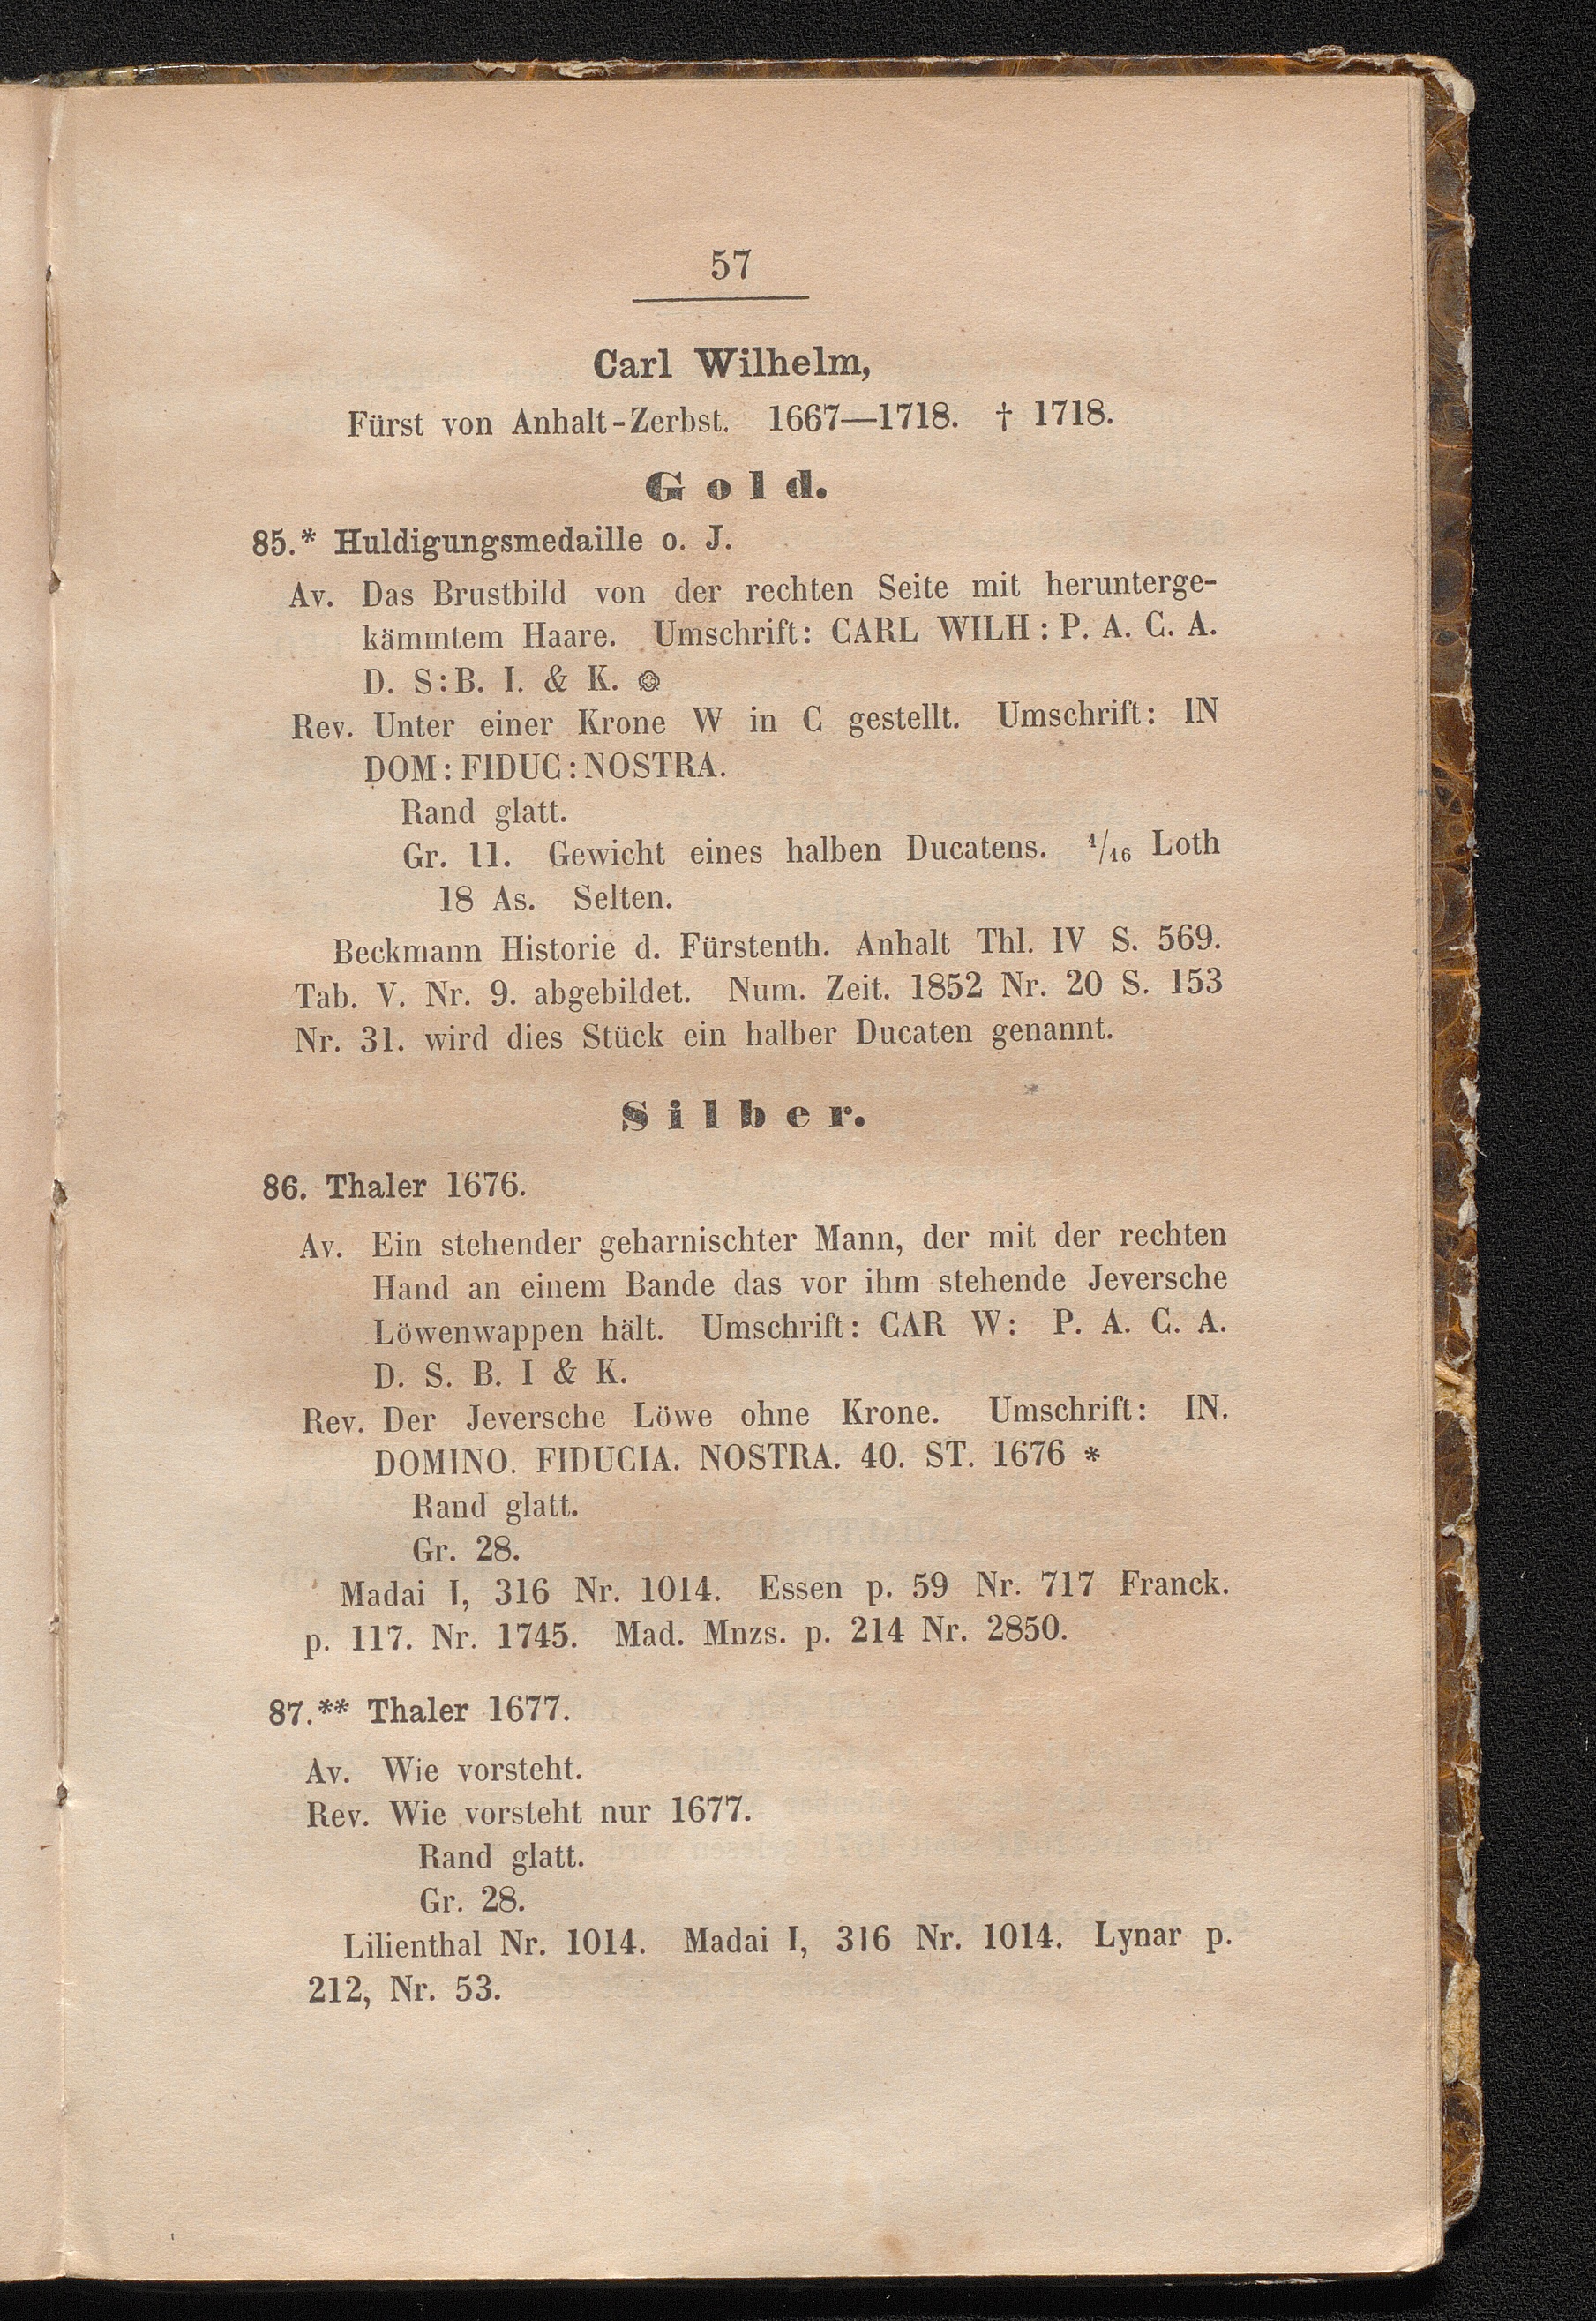 57
Carl Wilhelm,
Fürst von Anhalt-Zerbst. 1667—1718. † 1718.
Gold.
85.* Huldigungsmedaille o. J.
Av. Das Brustbild von der rechten Seite mit herunterge-
kämmtem Haare. Umschrift: CARL WILH: P. A. C. A.
D. S:B. I. & K.
Rev. Unter einer Krone W in C gestellt. Umschrift: IN
DOM: FIDUC: NOSTRA.
Rand glatt.
Gr. 11. Gewicht eines halben Ducatens. 1/16 Loth
18 As. Selten.
Beckmann Historie d. Fürstenth. Anhalt Thl. IV S. 569.
Tab. V. Nr. 9. abgebildet. Num. Zeit. 1852 Nr. 20 S. 153
Nr. 31. wird dies Stück ein halber Ducaten genannt.
Silber.
86. Thaler 1676.
Av. Ein stehender geharnischter Mann, der mit der rechten
Hand an einem Bande das vor ihm stehende Jeversche
Löwenwappen hält. Umschrift: CAR W: P. A. C. A.
D. S. B. I & K.
Rev. Der Jeversche Löwe ohne Krone. Umschrift: IN.
DOMINO. FIDUCIA. NOSTRA. 40. ST. 1676 *
Rand glatt.
Gr. 28.
Madai I, 316 Nr. 1014. Essen p. 59 Nr. 717 Franck.
p. 117. Nr. 1745. Mad. Mnzs. p. 214 Nr. 2850.
87.** Thaler 1677.
Av. Wie vorsteht.
Rev. Wie vorsteht nur 1677.
Rand glatt.
Gr. 28.
Lilienthal Nr. 1014. Madai I, 316 Nr. 1014. Lynar p.
212, Nr. 53.